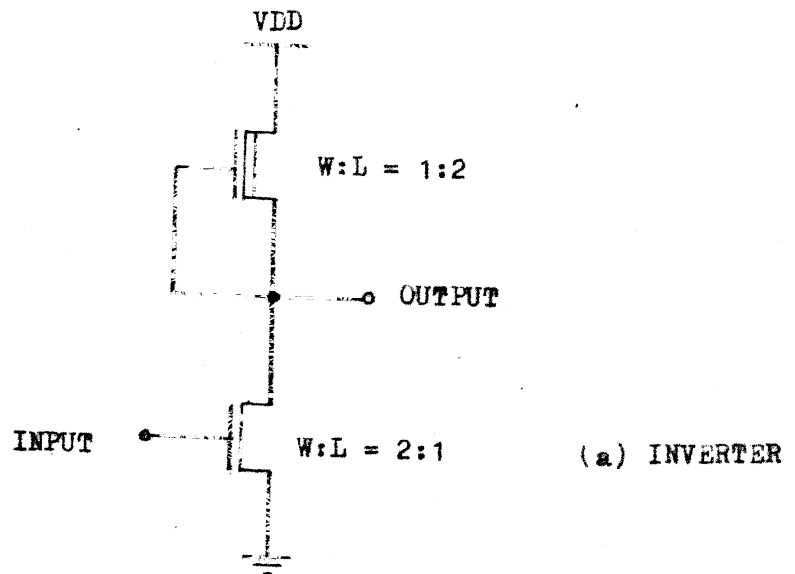 VDD
W:L = 1:2
OUTPUT
INPUT
W:L = 2:1
(a) INVERTER